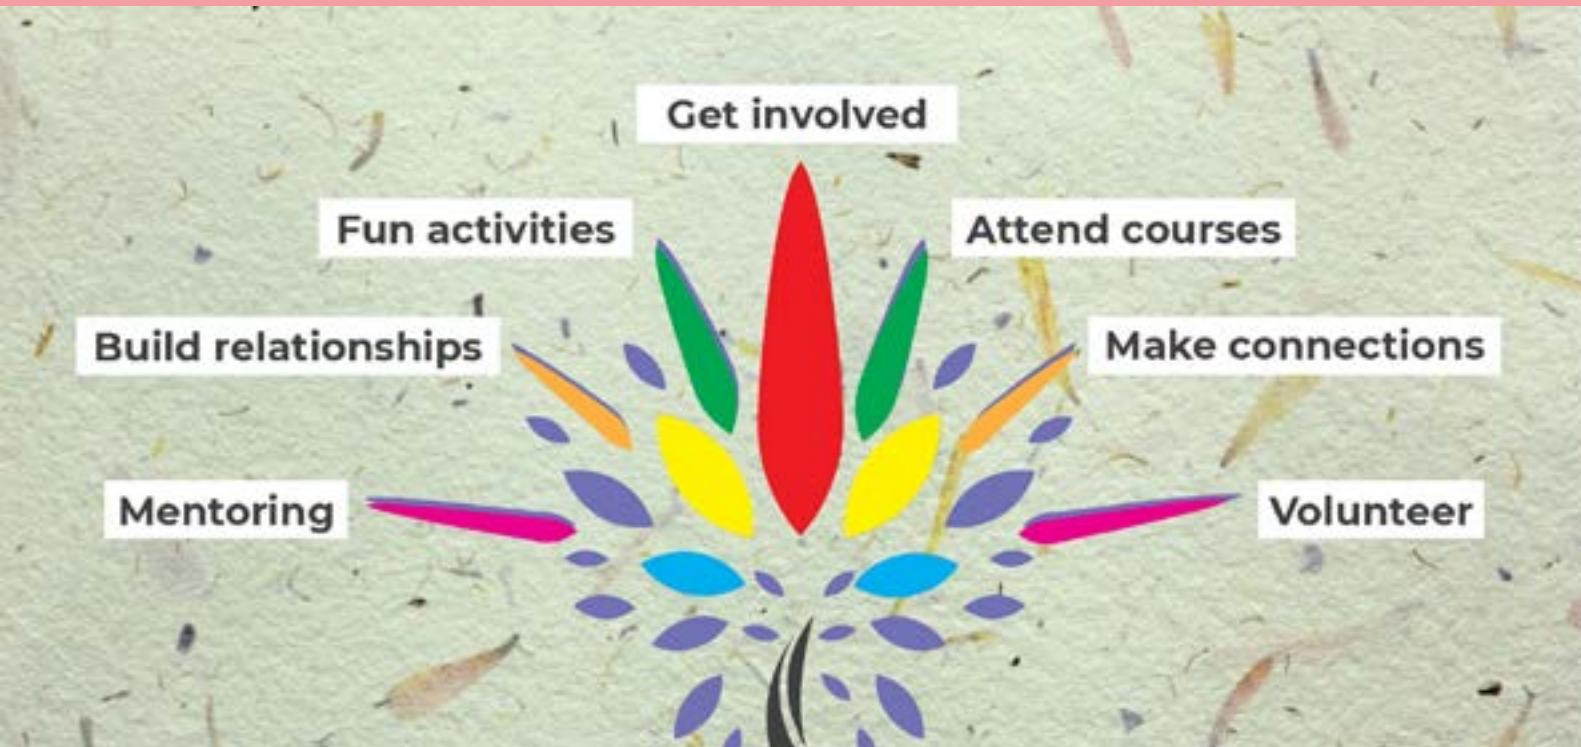 Get involved
Fun activities
Attend courses
Build relationships
Make connections
Mentoring
Volunteer